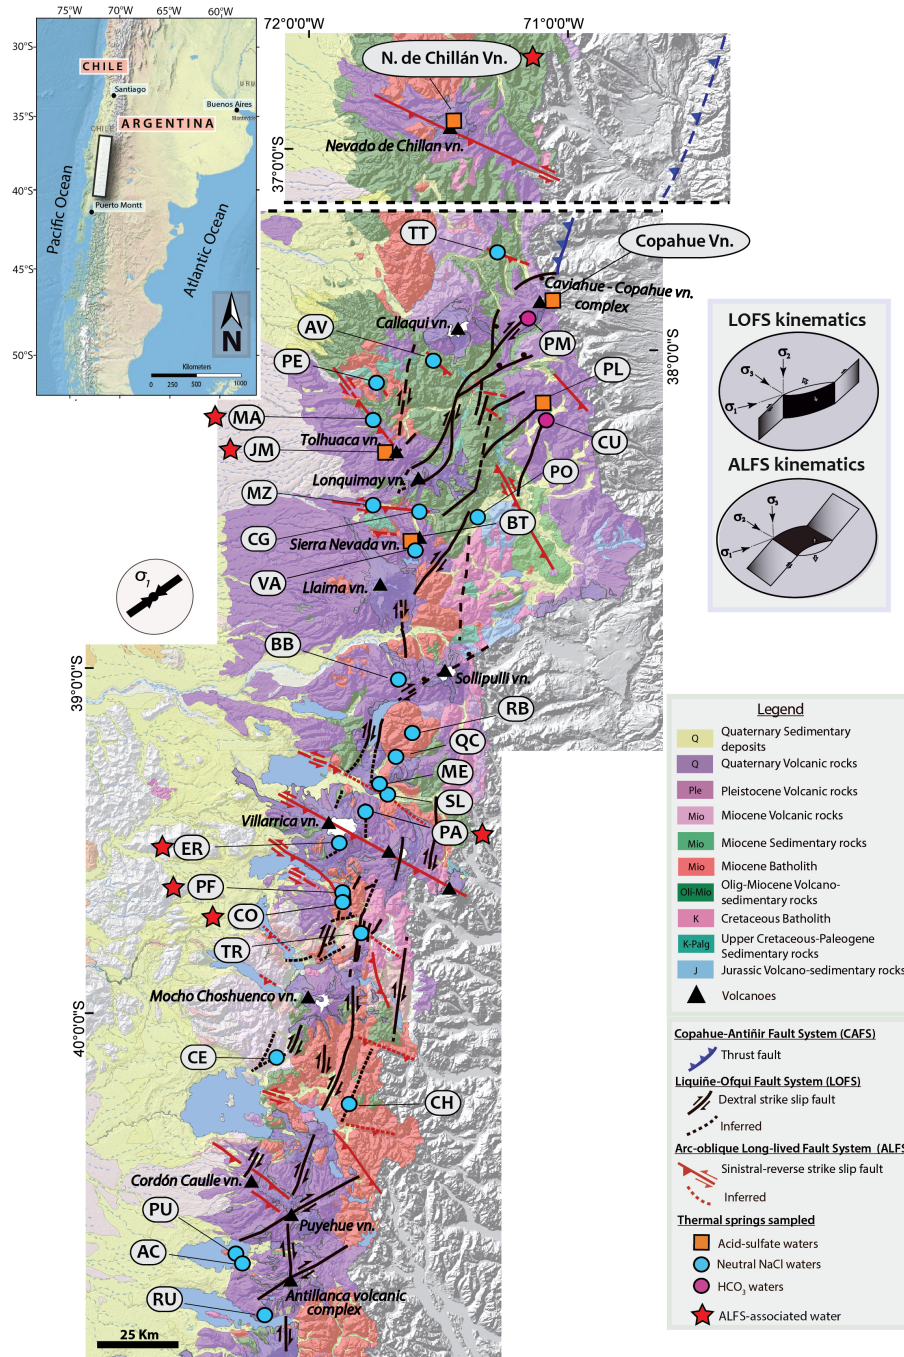 75°W
70°W
65°W
60°W
30°S
35°S
40°S
45°S
50°S
CHILE
Santiago
Buenos Aires
ARGENTINA
CHILE
Puerto Montt
Pacific Ocean
Atlantic Ocean
N
Kilometers
0 250 500 1000
72°0'0"W
71°0'0"W
37°0'0"S
38°0'0"S
39°0'0"S
40°0'0"S
N. de Chillán Vn.
Nevado de Chillan vn.
TT
Copahue Vn.
Caviahue - Copahue vn.
complex
Callaqui vn.
AV
PM
PE
PL
MA
Tolhuaca vn.
JM
CU
Lonquimay vn.
PO
MZ
BT
CG
Sierra Nevada vn.
VA
Llaima vn.
σ1
BB
Sollipulli vn.
RB
QC
ME
SL
Villarrica vn.
PA
ER
PF
CO
TR
Mocho Choshuenco vn.
CE
CH
Cordón Caulle vn.
PU
Puyehue vn.
AC
RU
Antillanca volcanic
complex
25 Km
LOFS kinematics
σ2
σ3
σ1
ALFS kinematics
σ3
σ2
σ1
Legend
Q Quaternary Sedimentary
deposits
Q Quaternary Volcanic rocks
Ple Pleistocene Volcanic rocks
Mio Miocene Volcanic rocks
Mio Miocene Sedimentary rocks
Mio Miocene Batholith
Oli-Mio Olig-Miocene Volcano-
sedimentary rocks
K Cretaceous Batholith
K-Palg Upper Cretaceous-Paleogene
Sedimentary rocks
J Jurassic Volcano-sedimentary rocks
Volcanoes
Copahue-Antiñir Fault System (CAFS)
Thrust fault
Liquiñe-Ofqui Fault System (LOFS)
Dextral strike slip fault
Inferred
Arc-oblique Long-lived Fault System (ALFS
Sinistral-reverse strike slip fault
Inferred
Thermal springs sampled
Acid-sulfate waters
Neutral NaCl waters
HCO3 waters
ALFS-associated water